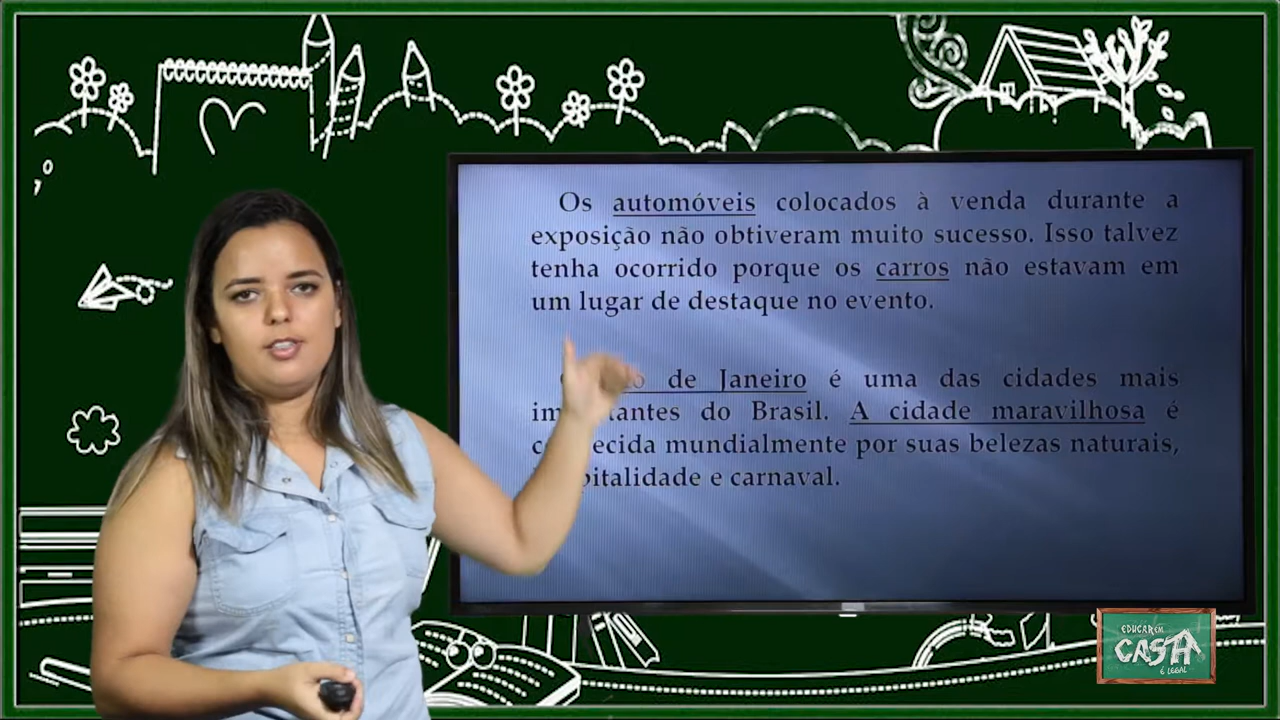 Os automóveis colocados à venda durante a
exposição não obtiveram muito sucesso. Isso talvez
tenha ocorrido porque os carros não estavam em
um lugar de destaque no evento.
de Janeiro é uma das cidades mais
do Brasil. A cidade maravilhosa é
mundialmente por suas belezas naturais,
e carnaval.
EDUCAR EM
CASA
É LEGAL